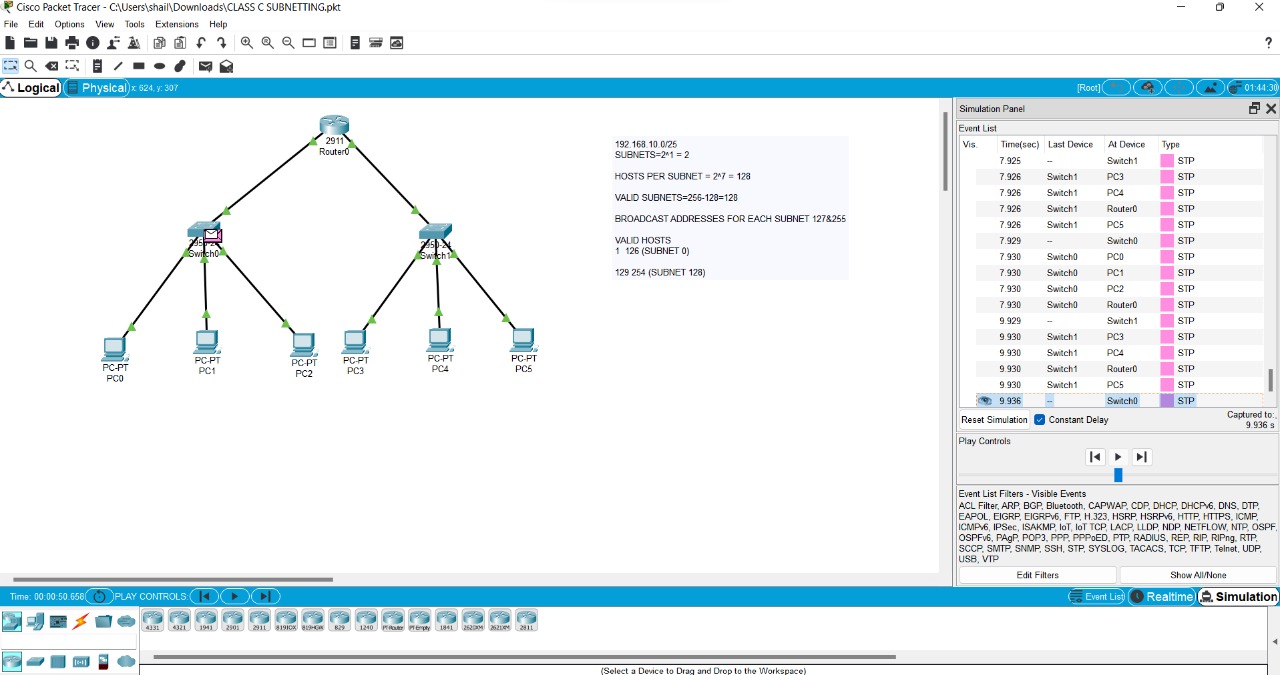 Cisco Packet Tracer - C:\Users\shail\Downloads\CLASS C SUBNETTING.pkt
File Edit Options View Tools Extensions Help
?
Logical Physical x: 624, y: 307 [Root] 01:44:30
2911
Router0
2950-24
Switch0
2950-24
Switch1
PC-PT
PC0
PC-PT
PC1
PC-PT
PC2
PC-PT
PC3
PC-PT
PC4
PC-PT
PC5
192.168.10.0/25
SUBNETS=2^1 = 2
HOSTS PER SUBNET = 2^7 = 128
VALID SUBNETS=256-128=128
BROADCAST ADDRESSES FOR EACH SUBNET 127&255
VALID HOSTS
1 126 (SUBNET 0)
129 254 (SUBNET 128)
Simulation Panel
Event List
Vis. Time(sec) Last Device At Device Type
7.925 -- Switch1 STP
7.926 Switch1 PC3 STP
7.926 Switch1 PC4 STP
7.926 Switch1 Router0 STP
7.926 Switch1 PC5 STP
7.929 -- Switch0 STP
7.930 Switch0 PC0 STP
7.930 Switch0 PC1 STP
7.930 Switch0 PC2 STP
7.930 Switch0 Router0 STP
9.929 -- Switch1 STP
9.930 Switch1 PC3 STP
9.930 Switch1 PC4 STP
9.930 Switch1 Router0 STP
9.930 Switch1 PC5 STP
9.936 -- Switch0 STP
Reset Simulation Constant Delay Captured to:
9.936 s
Play Controls
Event List Filters - Visible Events
ACL Filter, ARP, BGP, Bluetooth, CAPWAP, CDP, DHCP, DHCPv6, DNS, DTP,
EAPOL, EIGRP, EIGRPv6, FTP, H.323, HSRP, HSRPv6, HTTP, HTTPS, ICMP,
ICMPv6, IPSec, ISAKMP, IoT, IoT TCP, LACP, LLDP, NDP, NETFLOW, NTP, OSPF,
OSPFv6, PAgP, POP3, PPP, PPPoED, PTP, RADIUS, REP, RIP, RIPng, RTP,
SCCP, SMTP, SNMP, SSH, STP, SYSLOG, TACACS, TCP, TFTP, Telnet, UDP,
USB, VTP
Edit Filters Show All/None
Time: 00:00:50.658 PLAY CONTROLS: Event List Realtime Simulation
4331 4321 1941 2901 2911 819IOX 819HGW 829 1240 PT-Router PT-Empty 1841 2620XM 2621XM 2811
(Select a Device to Drag and Drop to the Workspace)